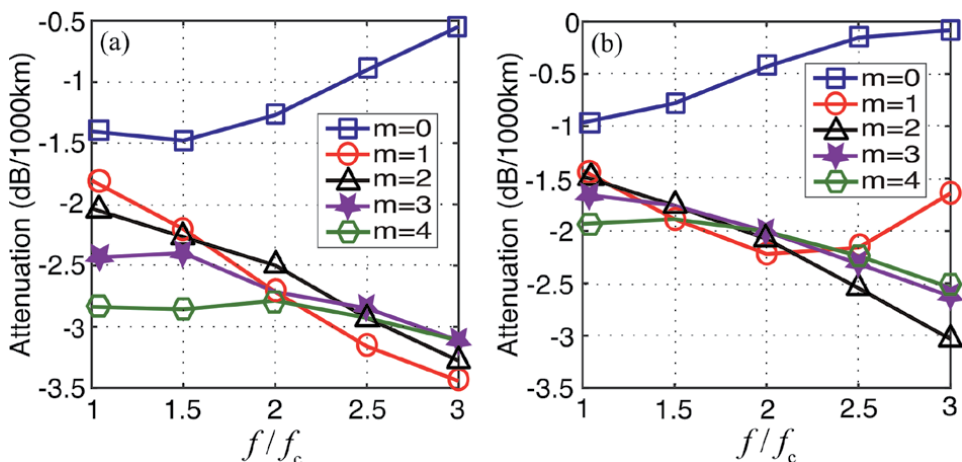 (a)
Attenuation (dB/1000km)
-0.5
-1
-1.5
-2
-2.5
-3
-3.5
m=0
m=1
m=2
m=3
m=4
1 1.5 2 2.5 3
f / fc
(b)
Attenuation (dB/1000km)
0
-0.5
-1
-1.5
-2
-2.5
-3
-3.5
m=0
m=1
m=2
m=3
m=4
1 1.5 2 2.5 3
f / fc